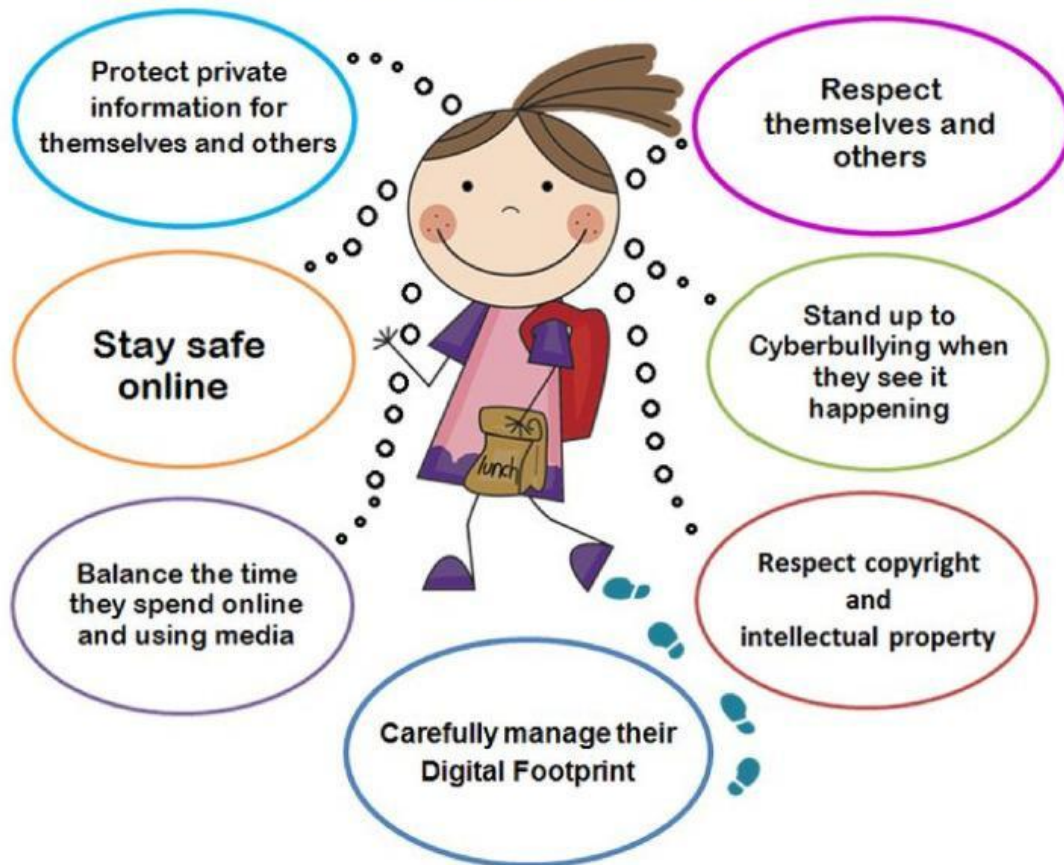 Protect private
information for
themselves and others
Respect
themselves and
others
Stay safe
online
Stand up to
Cyberbullying when
they see it
happening
lunch
Balance the time
they spend online
and using media
Respect copyright
and
intellectual property
Carefully manage their
Digital Footprint